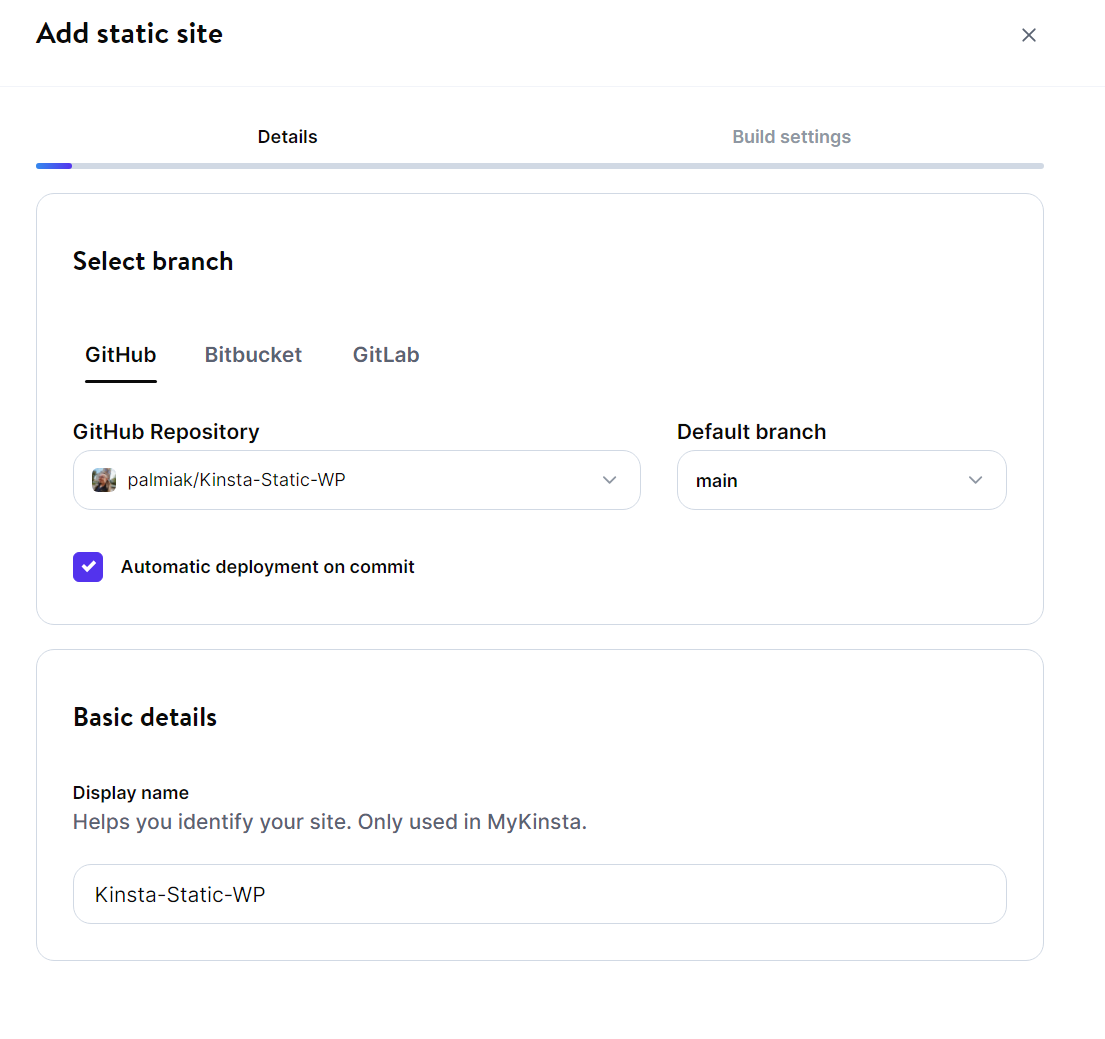 Add static site
Details
Build settings
Select branch
GitHub
Bitbucket
GitLab
GitHub Repository
Default branch
palmiak/Kinsta-Static-WP
main
Automatic deployment on commit
Basic details
Display name
Helps you identify your site. Only used in MyKinsta.
Kinsta-Static-WP